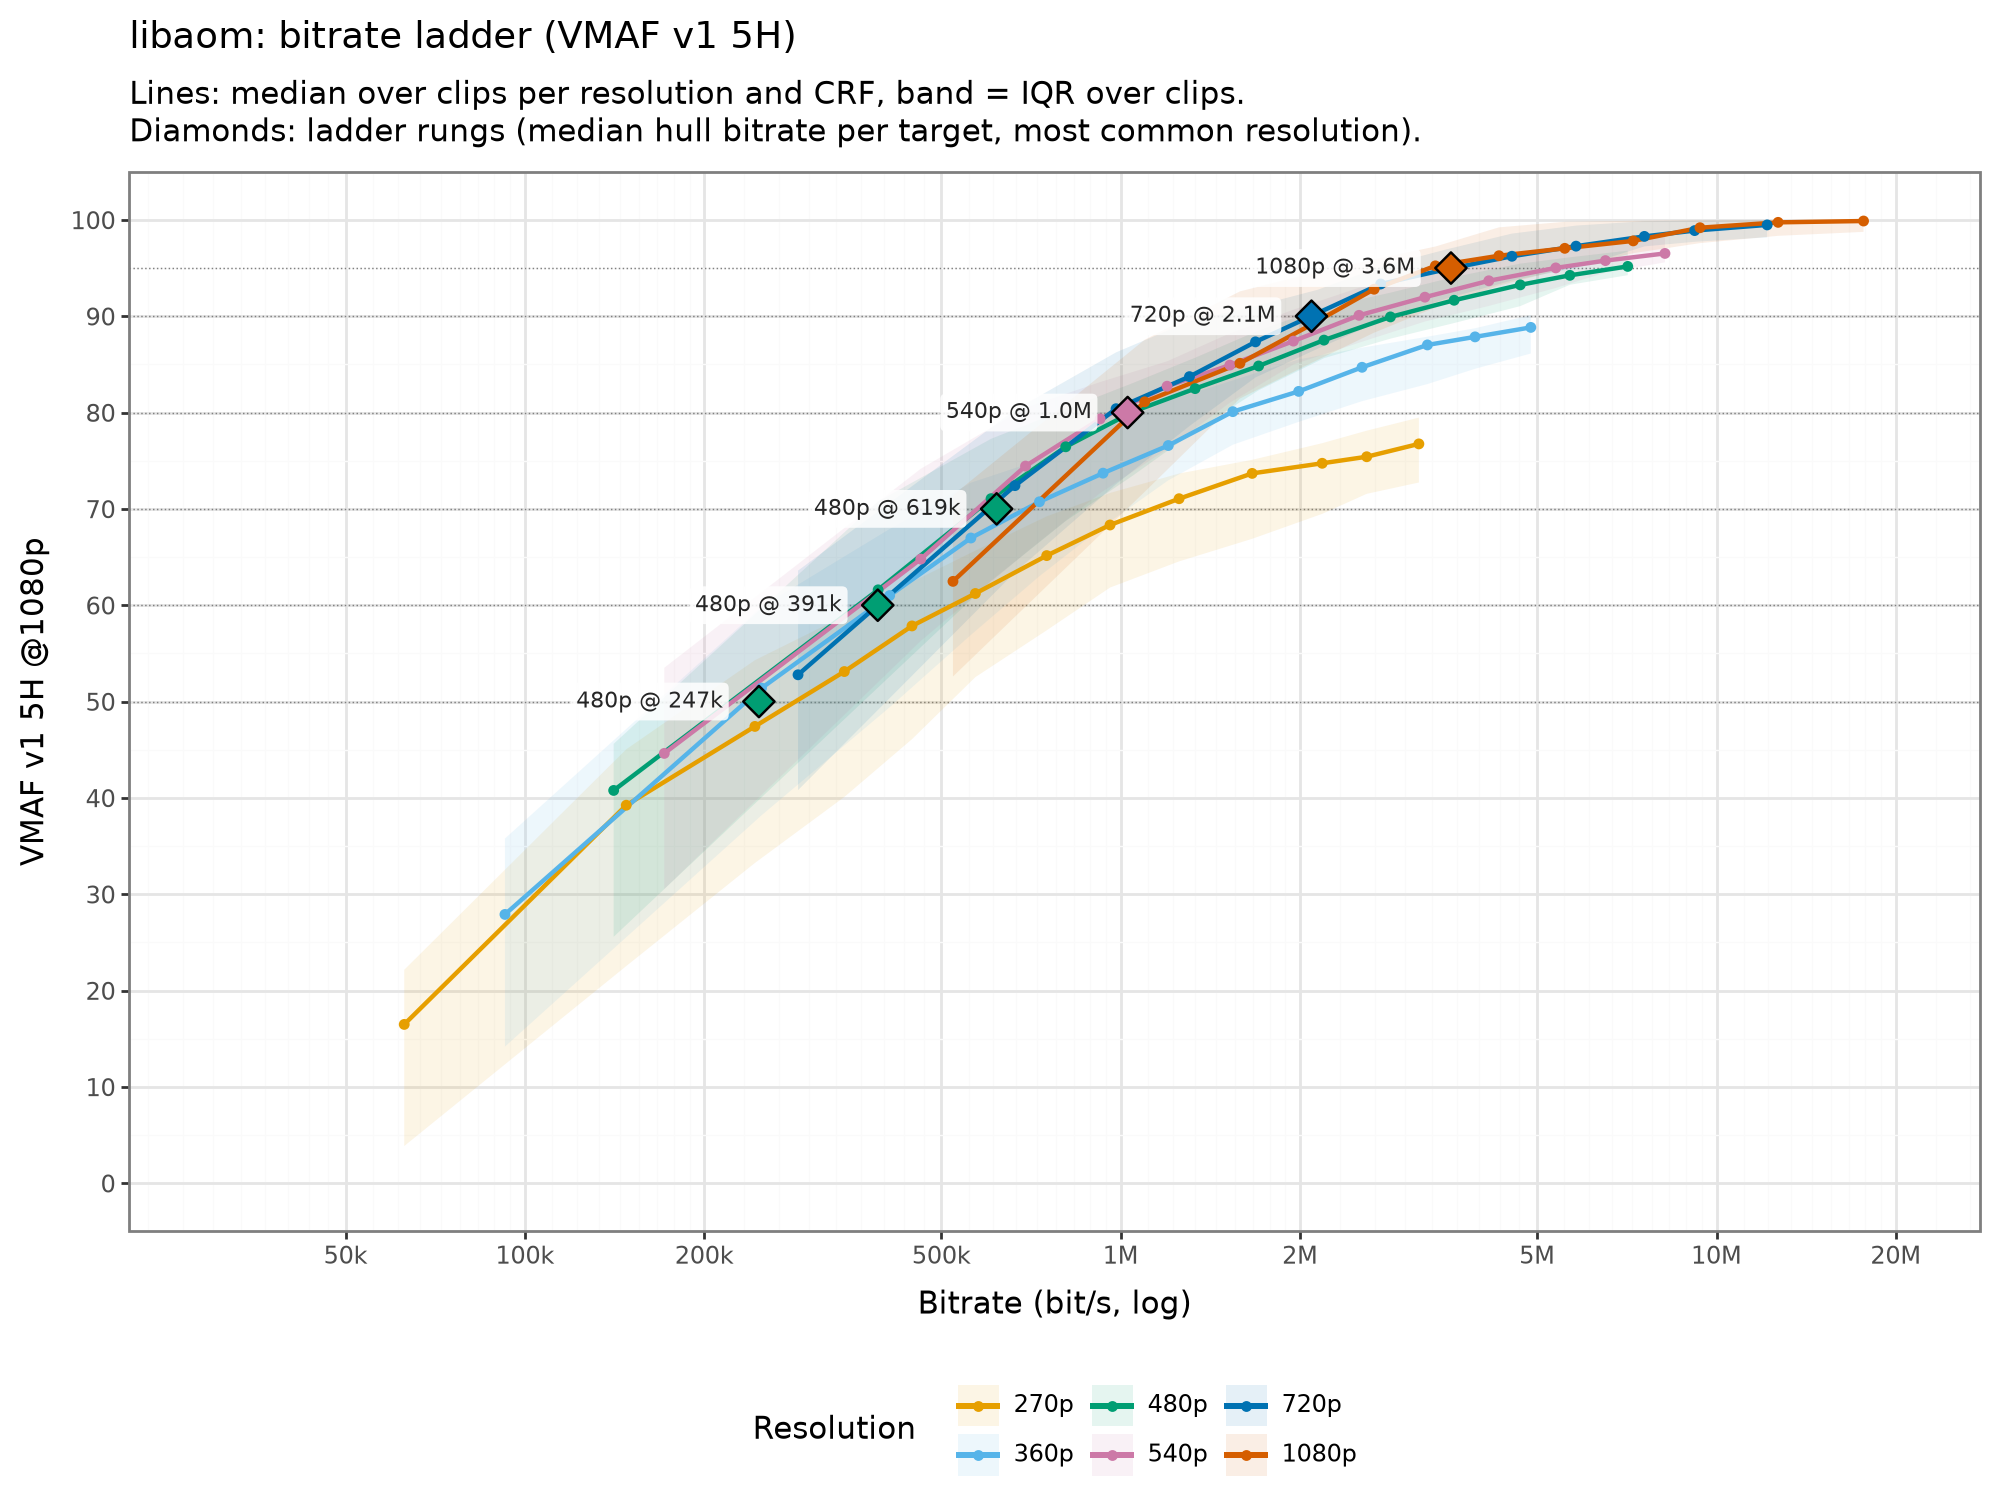 libaom: bitrate ladder (VMAF v1 5H)
Lines: median over clips per resolution and CRF, band = IQR over clips.
Diamonds: ladder rungs (median hull bitrate per target, most common resolution).
VMAF v1 5H @1080p
100
90
80
70
60
50
40
30
20
10
0
1080p @ 3.6M
720p @ 2.1M
540p @ 1.0M
480p @ 619k
480p @ 391k
480p @ 247k
50k 100k 200k 500k 1M 2M 5M 10M 20M
Bitrate (bit/s, log)
Resolution
270p 480p 720p
360p 540p 1080p